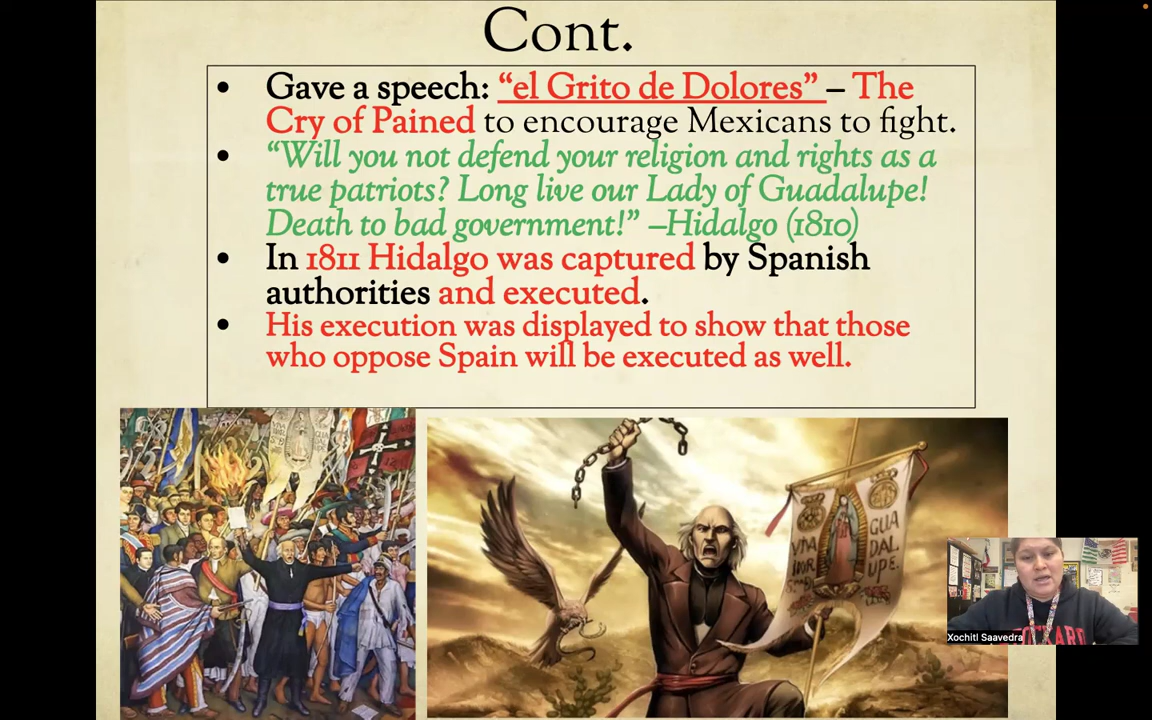 Cont.
• Gave a speech: “el Grito de Dolores” – The
Cry of Pained to encourage Mexicans to fight.
• “Will you not defend your religion and rights as a
true patriots? Long live our Lady of Guadalupe!
Death to bad government!” –Hidalgo (1810)
• In 1811 Hidalgo was captured by Spanish
authorities and executed.
• His execution was displayed to show that those
who oppose Spain will be executed as well.
GUA
DAL
UPE.
Xochitl Saavedra